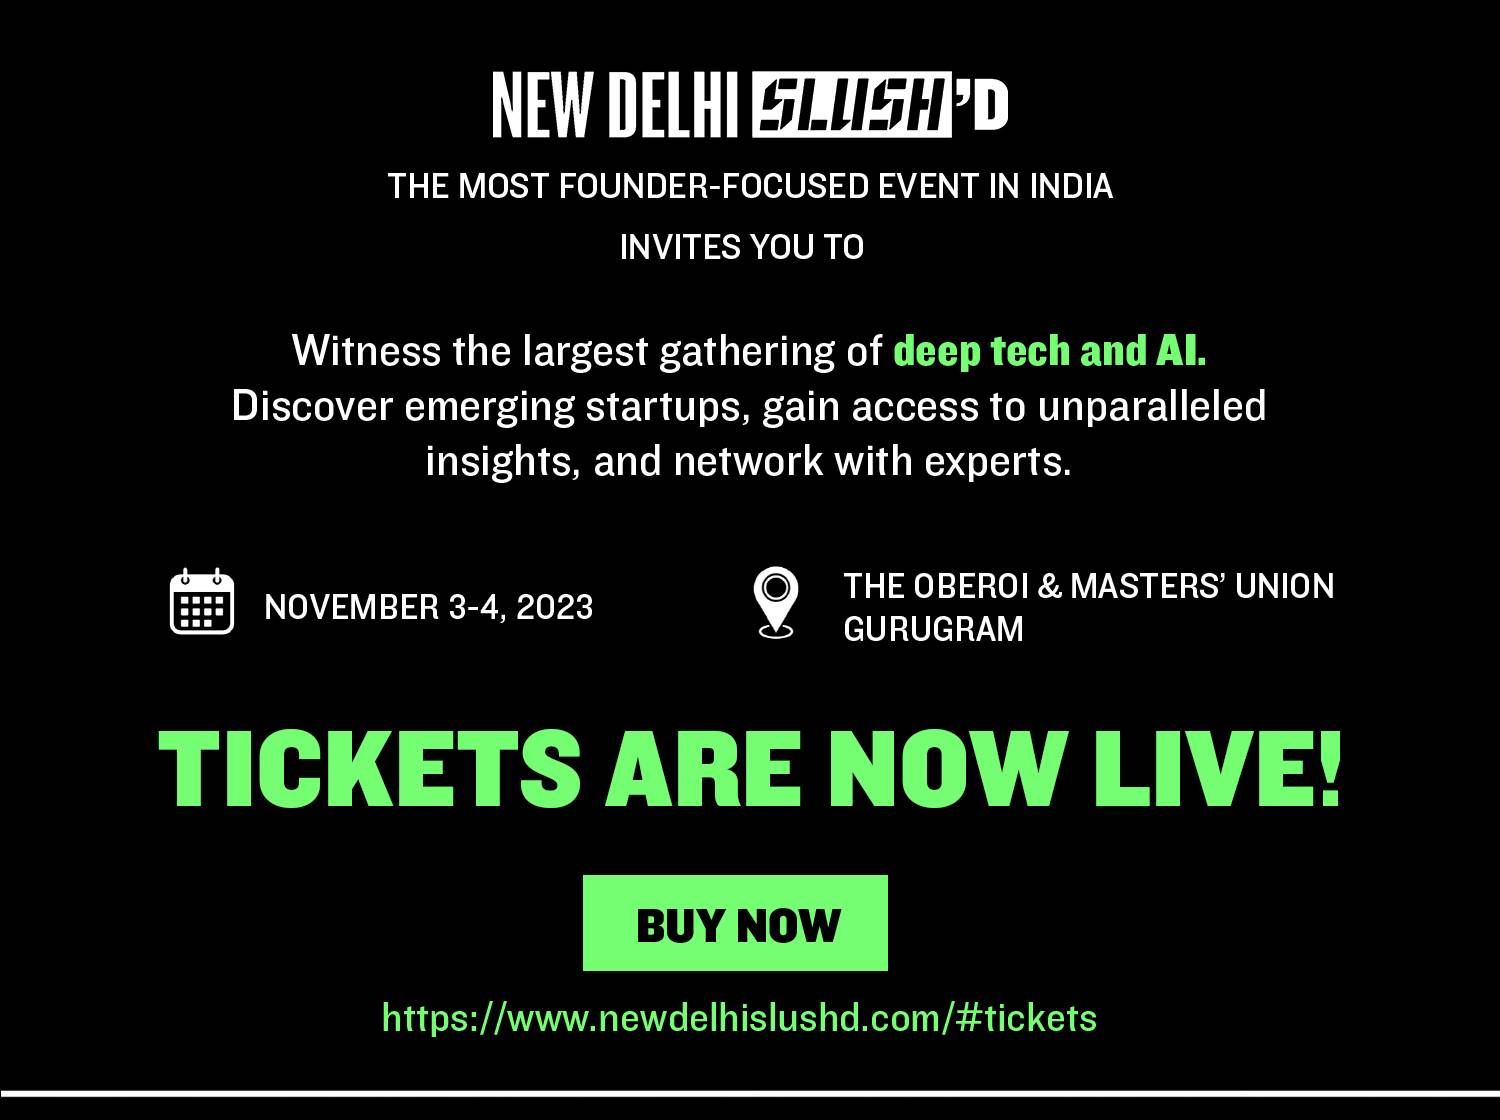 NEW DELHI SLUSH'D
THE MOST FOUNDER-FOCUSED EVENT IN INDIA
INVITES YOU TO
Witness the largest gathering of deep tech and AI.
Discover emerging startups, gain access to unparalleled
insights, and network with experts.
NOVEMBER 3-4, 2023
THE OBEROI & MASTERS’ UNION
GURUGRAM
TICKETS ARE NOW LIVE!
BUY NOW
https://www.newdelhislushd.com/#tickets